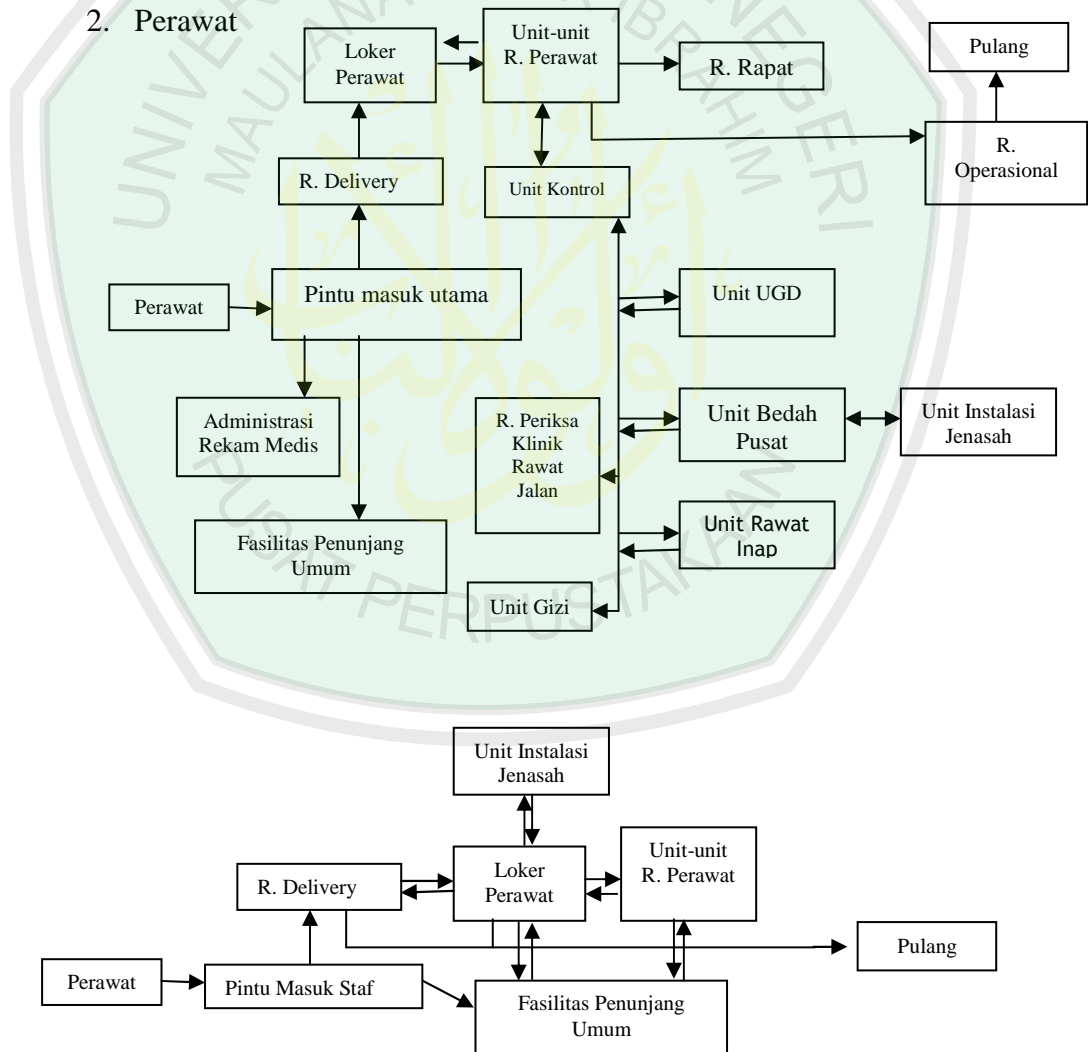 2. Perawat
Loker
Perawat
Unit-unit
R. Perawat
R. Rapat
Pulang
R.
Operasional
R. Delivery
Unit Kontrol
Perawat
Pintu masuk utama
Unit UGD
Administrasi
Rekam Medis
R. Periksa
Klinik
Rawat
Jalan
Unit Bedah
Pusat
Unit Instalasi
Jenasah
Fasilitas Penunjang
Umum
Unit Rawat
Inap
Unit Gizi
PUSAT PERPUSTAKAAN
Unit Instalasi
Jenasah
Loker
Perawat
Unit-unit
R. Perawat
R. Delivery
Pulang
Perawat
Pintu Masuk Staf
Fasilitas Penunjang
Umum